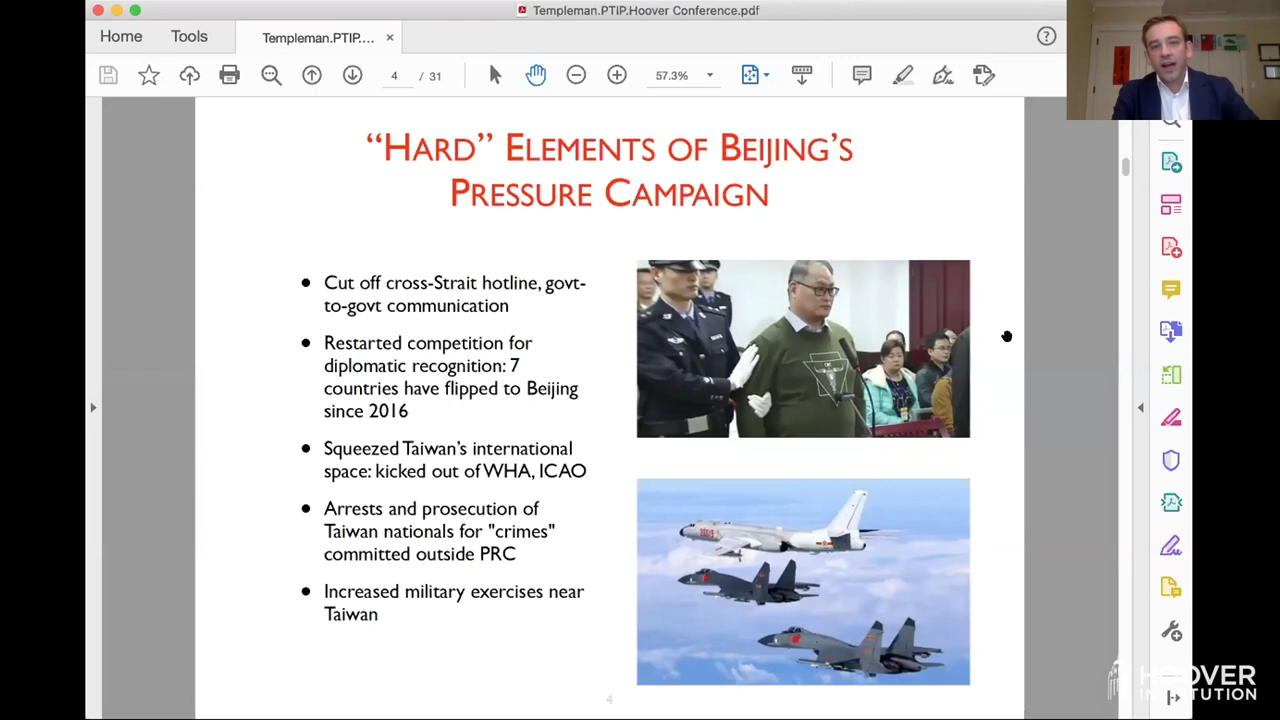 Templeman.PTIP.Hoover Conference.pdf
Home
Tools
Templeman.PTIP....
4 / 31
57.3%
“HARD” ELEMENTS OF BEIJING’S
PRESSURE CAMPAIGN
Cut off cross-Strait hotline, govt-
to-govt communication
Restarted competition for
diplomatic recognition: 7
countries have flipped to Beijing
since 2016
Squeezed Taiwan’s international
space: kicked out of WHA, ICAO
Arrests and prosecution of
Taiwan nationals for "crimes"
committed outside PRC
Increased military exercises near
Taiwan
4
HOOVER
INSTITUTION